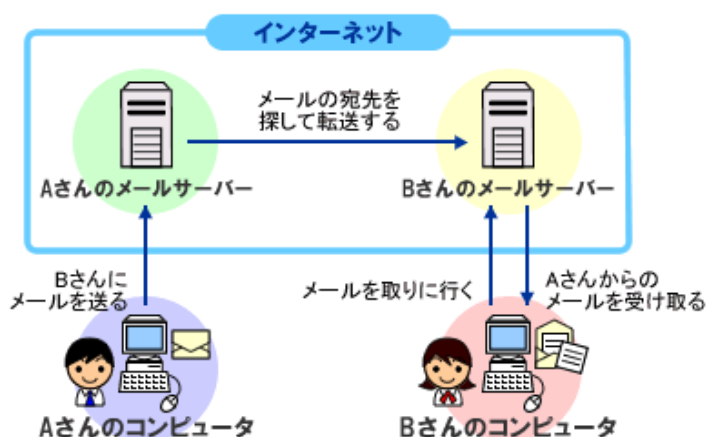 インターネット
メールの宛先を
探して転送する
Aさんのメールサーバー
Bさんのメールサーバー
Bさんに
メールを送る
メールを取りに行く
Aさんからの
メールを受け取る
Aさんのコンピュータ
Bさんのコンピュータ